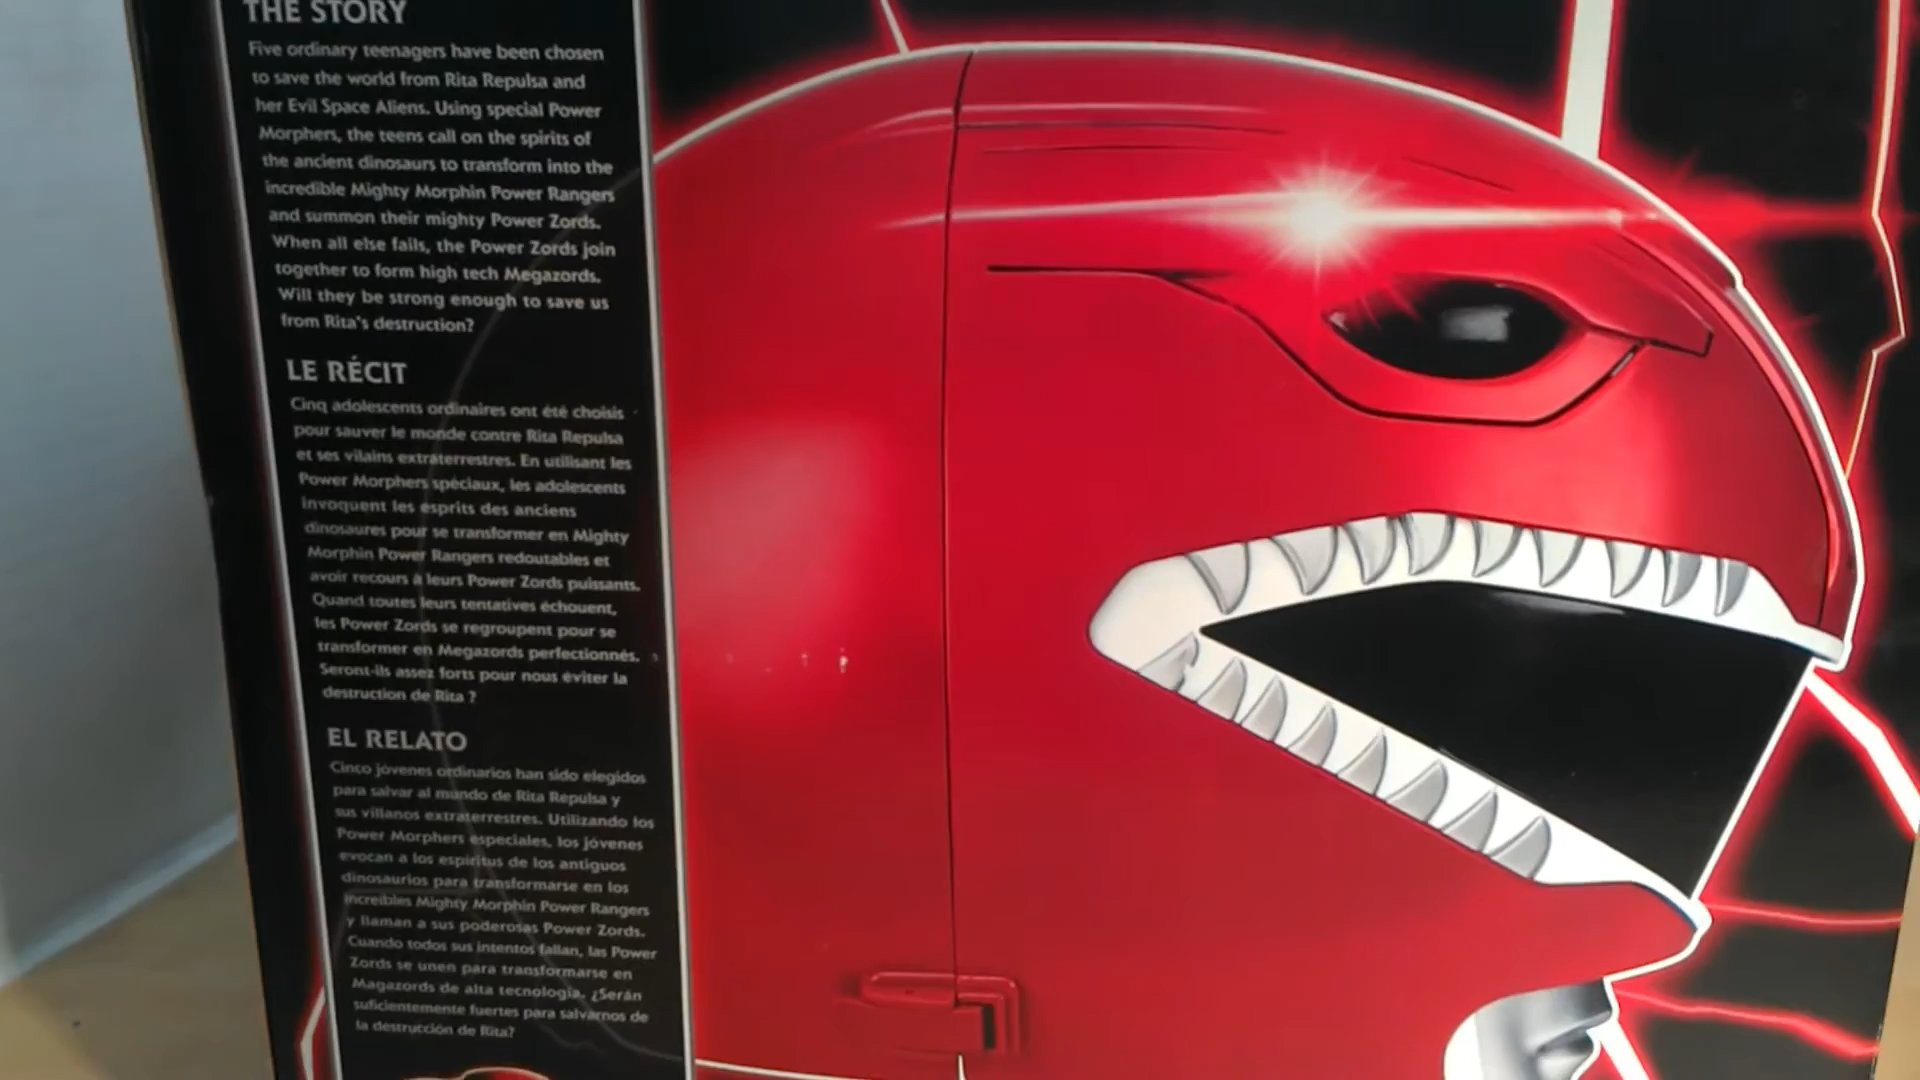 THE STORY
Five ordinary teenagers have been chosen
to save the world from Rita Repulsa and
her Evil Space Aliens. Using special Power
Morphers, the teens call on the spirits of
the ancient dinosaurs to transform into the
incredible Mighty Morphin Power Rangers
and summon their mighty Power Zords.
When all else fails, the Power Zords join
together to form high tech Megazords.
Will they be strong enough to save us
from Rita's destruction?
LE RÉCIT
Cinq adolescents ordinaires ont été choisis
pour sauver le monde contre Rita Repulsa
et ses vilains extraterrestres. En utilisant les
Power Morphers spéciaux, les adolescents
invoquent les esprits des anciens
dinosaures pour se transformer en Mighty
Morphin Power Rangers redoutables et
avoir recours à leurs Power Zords puissants.
Quand toutes leurs tentatives échouent,
les Power Zords se regroupent pour se
transformer en Megazords perfectionnés.
Seront-ils assez forts pour nous éviter la
destruction de Rita ?
EL RELATO
Cinco jóvenes ordinarios han sido elegidos
para salvar al mundo de Rita Repulsa y
sus villanos extraterrestres. Utilizando los
Power Morphers especiales, los jóvenes
evocan a los espíritus de los antiguos
dinosaurios para transformarse en los
increíbles Mighty Morphin Power Rangers
y llaman a sus poderosas Power Zords.
Cuando todos sus intentos fallan, las Power
Zords se unen para transformarse en
Magazords de alta tecnología. ¿Serán
suficientemente fuertes para salvarnos de
la destrucción de Rita?